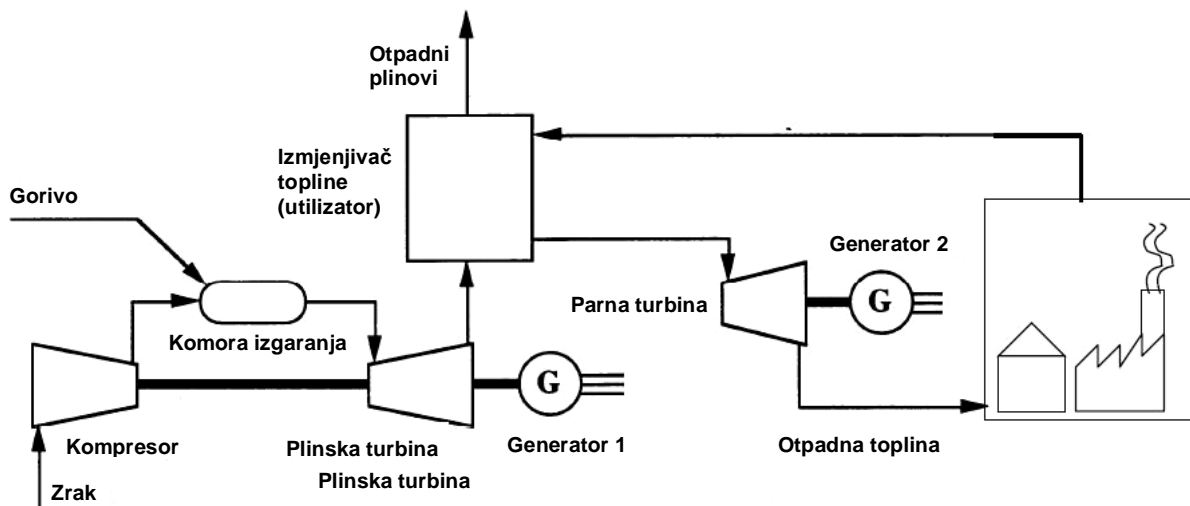 Otpadni
plinovi
Izmjenjivač
topline
(utilizator)
Gorivo
Generator 2
G
Parna turbina
Komora izgaranja
G
Kompresor
Plinska turbina
Generator 1
Otpadna toplina
Plinska turbina
Zrak